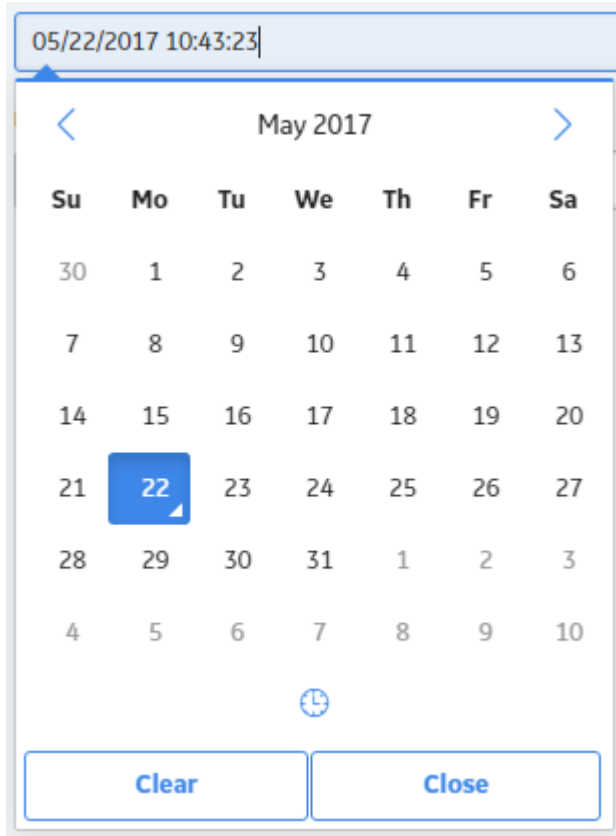 05/22/2017 10:43:23
May 2017
Su Mo Tu We Th Fr Sa
30 1 2 3 4 5 6
7 8 9 10 11 12 13
14 15 16 17 18 19 20
21 22 23 24 25 26 27
28 29 30 31 1 2 3
4 5 6 7 8 9 10
Clear Close